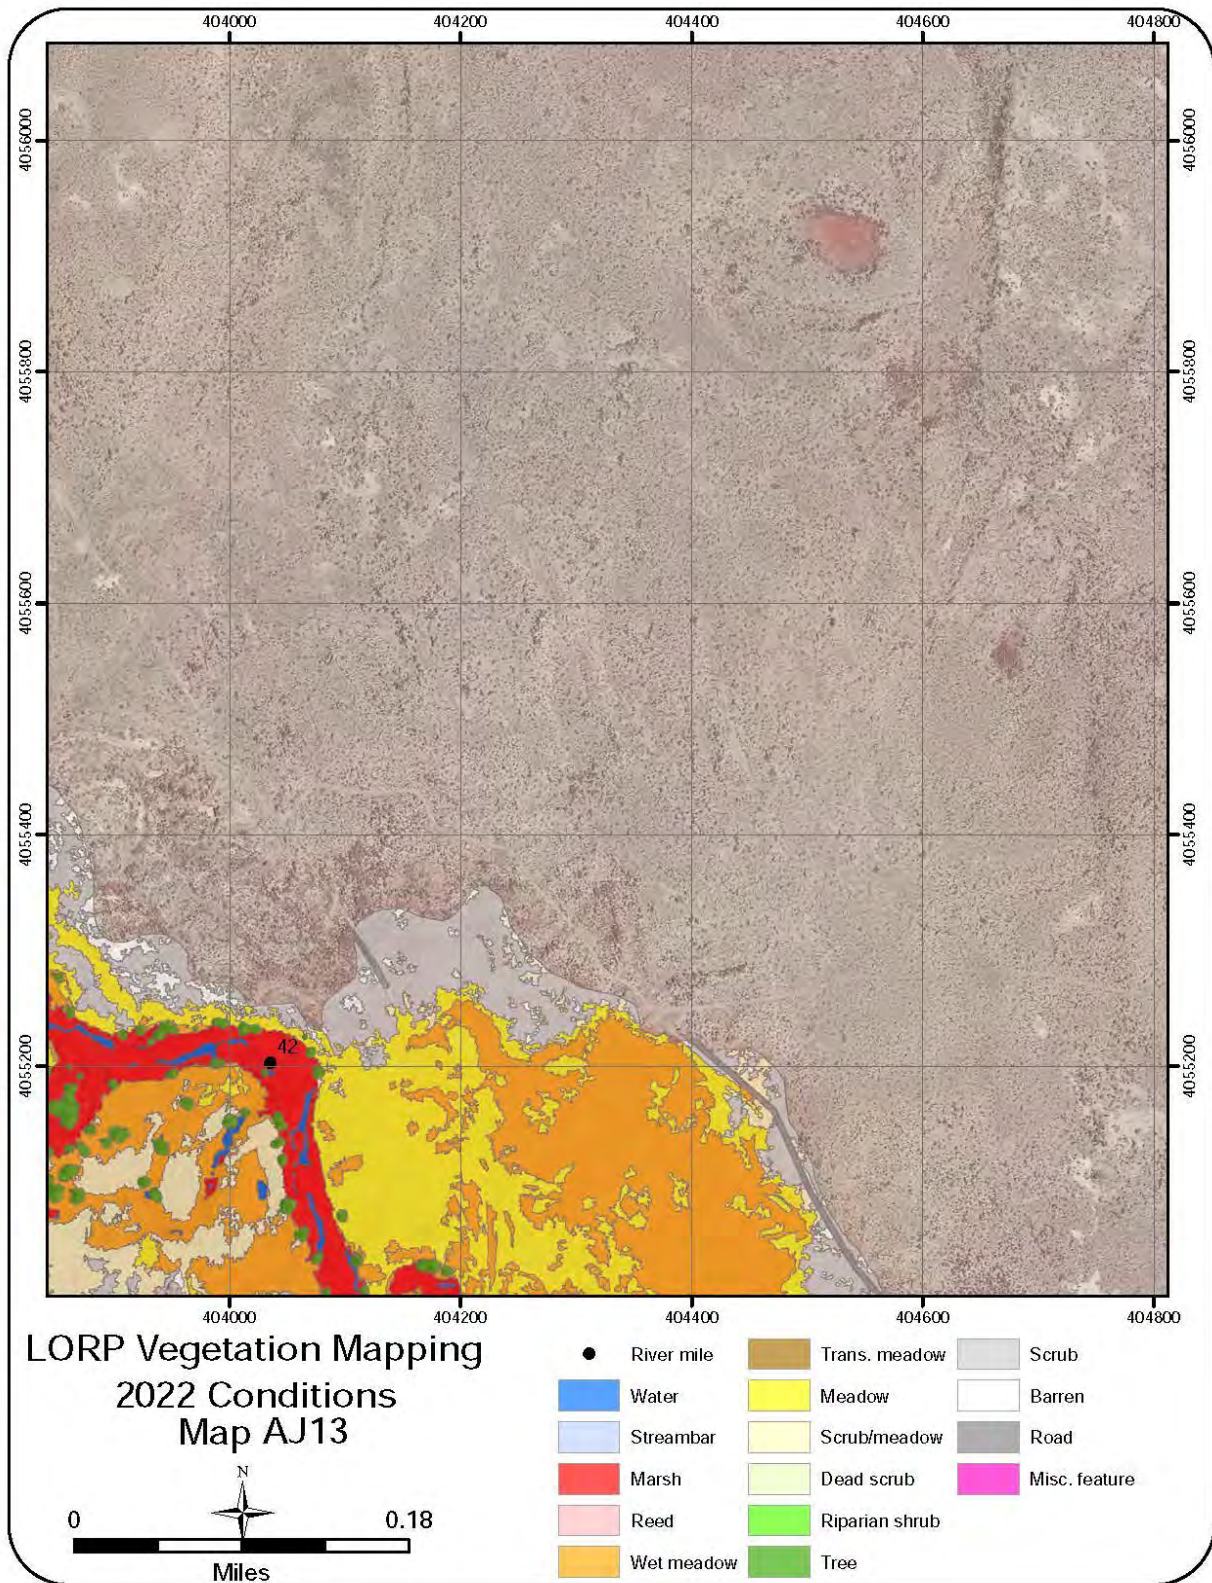 404000 404200 404400 404600 404800
4056000 4056000
4055800 4055800
4055600 4055600
4055400 4055400
42
4055200 4055200
404000 404200 404400 404600 404800
LORP Vegetation Mapping
2022 Conditions
Map AJ13
N
0 0.18
Miles
River mile
Water
Streambar
Marsh
Reed
Wet meadow
Trans. meadow
Meadow
Scrub/meadow
Dead scrub
Riparian shrub
Tree
Scrub
Barren
Road
Misc. feature